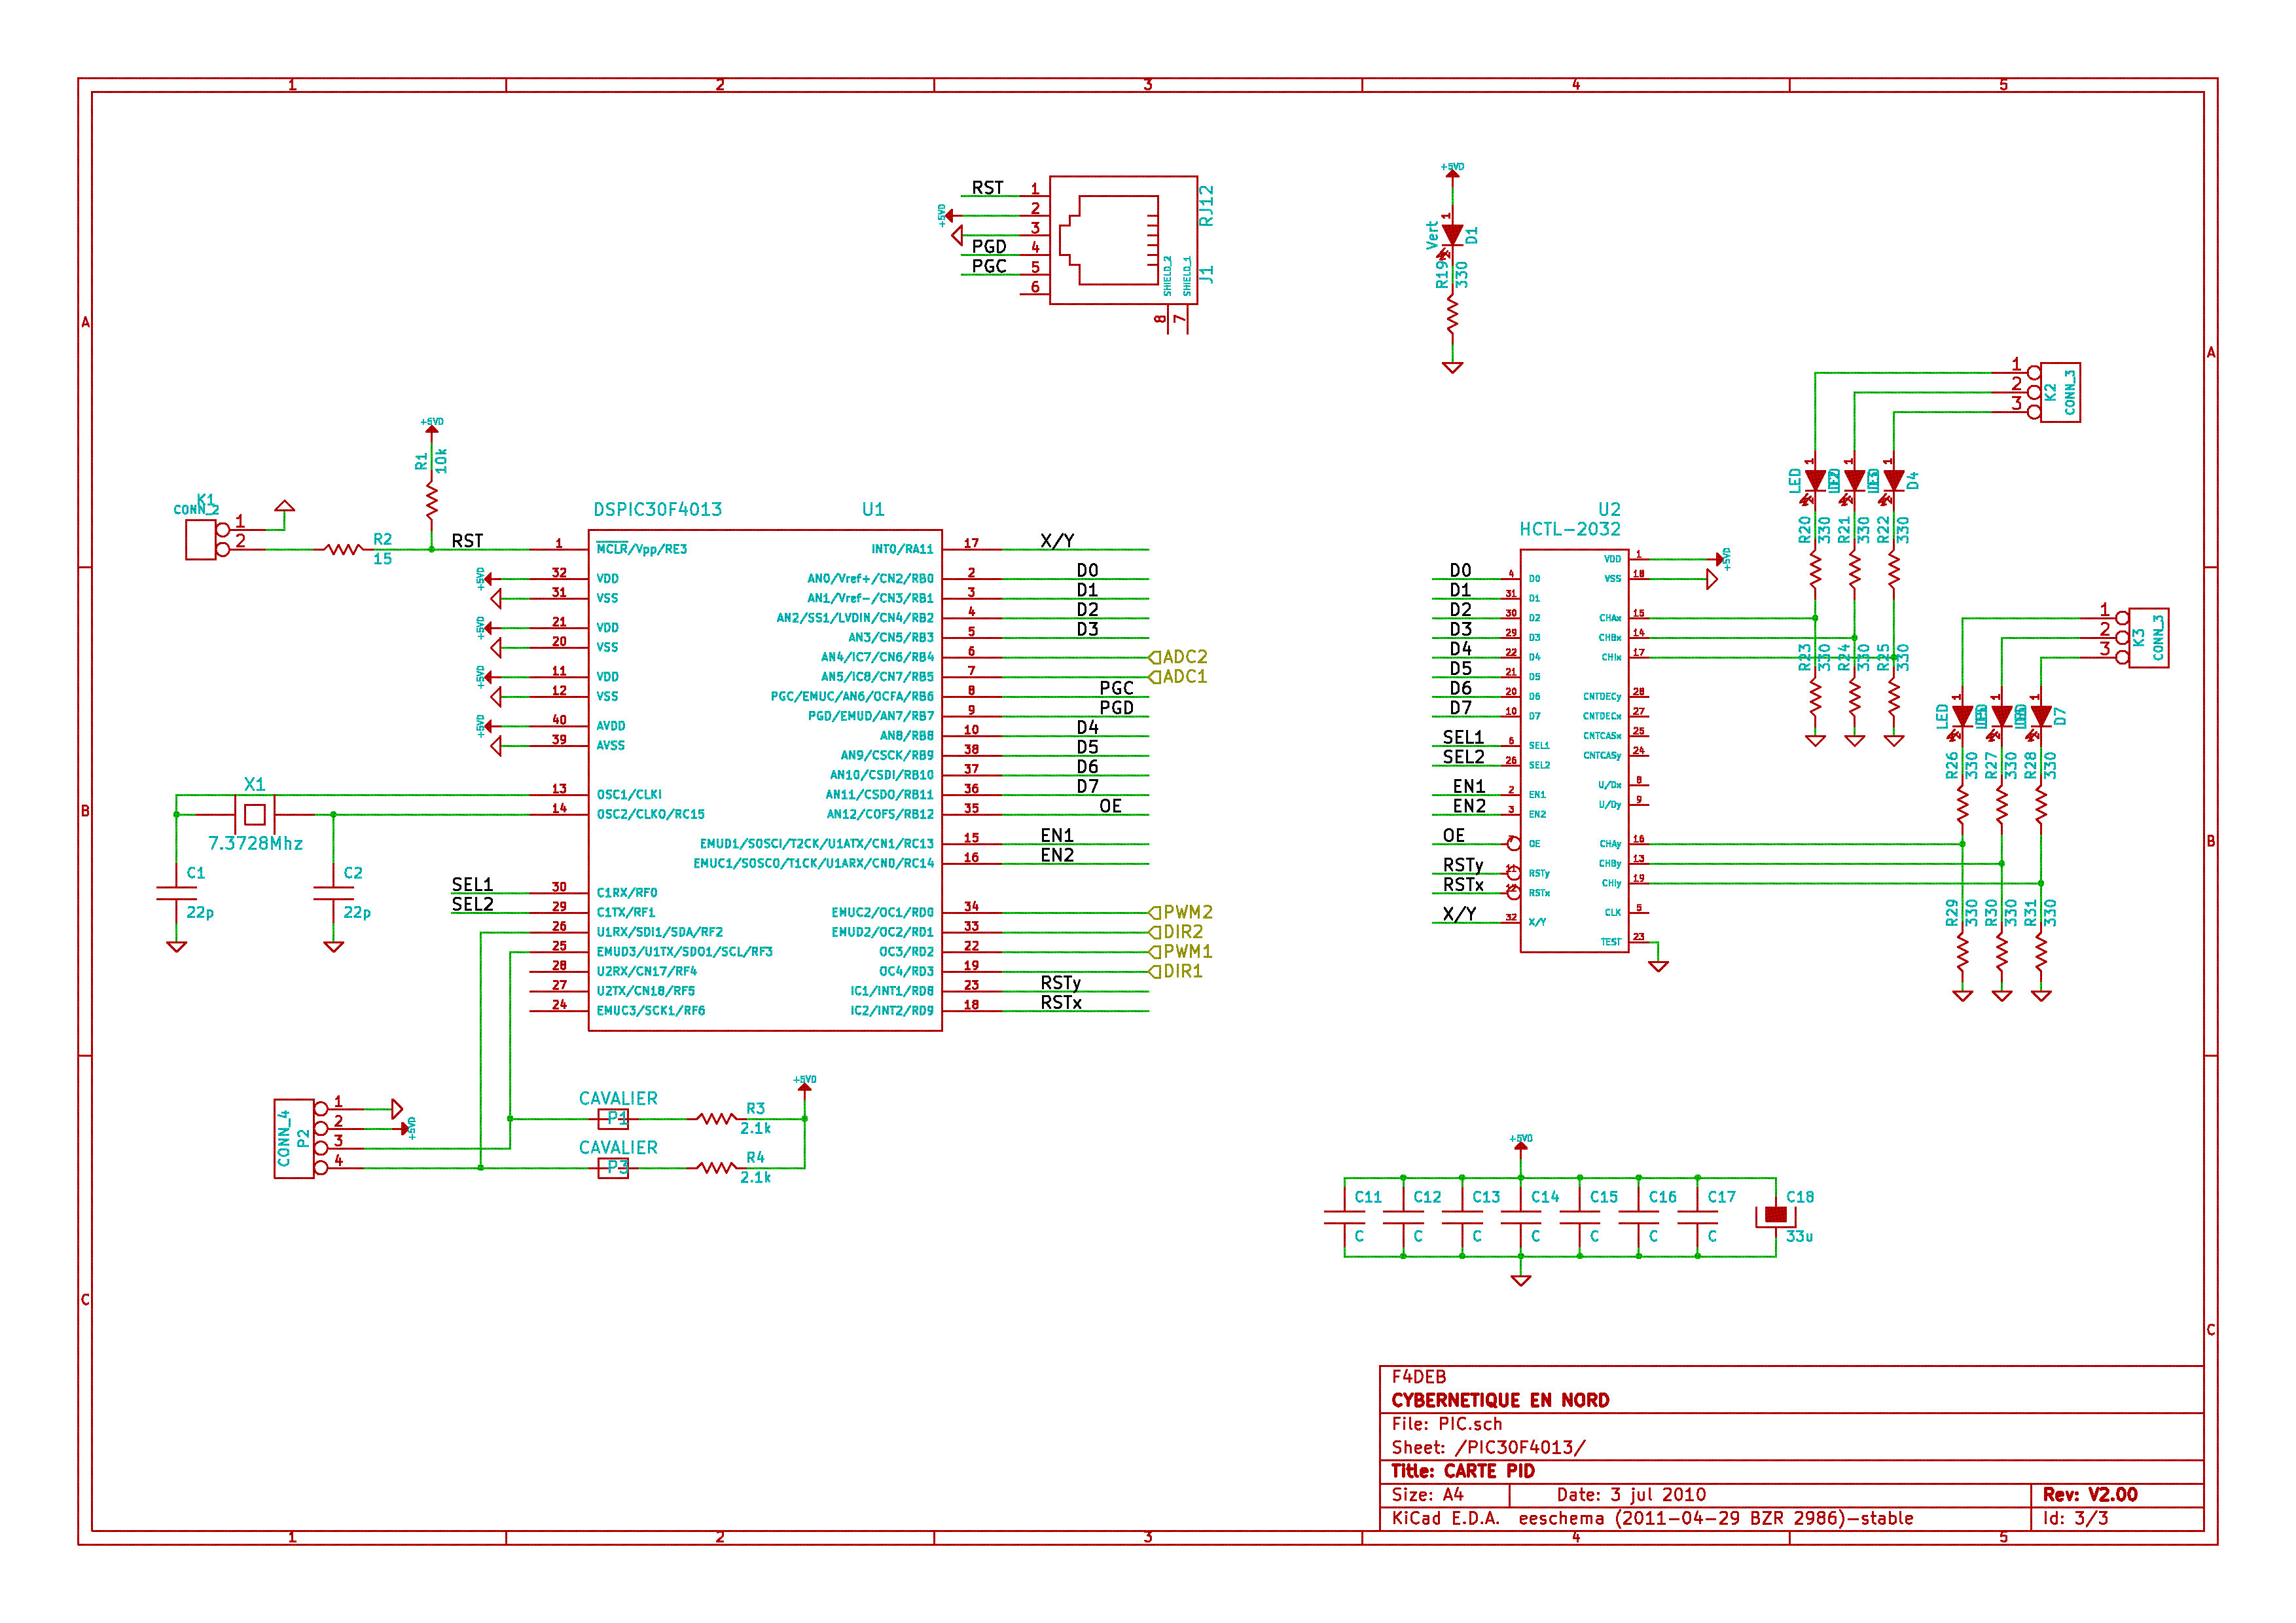 1 2 3 4 5
A
B
C
A
B
C
1 2 3 4 5
RST 1
+5VD 2
3
PGD 4
PGC 5
6
SHIELD_2
SHIELD_1
8
7
RJ12
J1
+5VD
1
Vert
D1
R19
330
K1
CONN_2
1
2
R2
15
+5VD
R1
10k
RST
DSPIC30F4013 U1
1 MCLR/Vpp/RE3
+5VD 32 VDD
31 VSS
+5VD 21 VDD
20 VSS
+5VD 11 VDD
12 VSS
+5VD 40 AVDD
39 AVSS
13 OSC1/CLKI
14 OSC2/CLKO/RC15
SEL1 30 C1RX/RF0
SEL2 29 C1TX/RF1
26 U1RX/SDI1/SDA/RF2
25 EMUD3/U1TX/SDO1/SCL/RF3
28 U2RX/CN17/RF4
27 U2TX/CN18/RF5
24 EMUC3/SCK1/RF6
INT0/RA11 17 X/Y
AN0/Vref+/CN2/RB0 2 D0
AN1/Vref-/CN3/RB1 3 D1
AN2/SS1/LVDIN/CN4/RB2 4 D2
AN3/CN5/RB3 5 D3
AN4/IC7/CN6/RB4 6 ADC2
AN5/IC8/CN7/RB5 7 ADC1
PGC/EMUC/AN6/OCFA/RB6 8 PGC
PGD/EMUD/AN7/RB7 9 PGD
AN8/RB8 10 D4
AN9/CSCK/RB9 38 D5
AN10/CSDI/RB10 37 D6
AN11/CSDO/RB11 36 D7
AN12/COFS/RB12 35 OE
EMUD1/SOSCI/T2CK/U1ATX/CN1/RC13 15 EN1
EMUC1/SOSCO/T1CK/U1ARX/CN0/RC14 16 EN2
EMUC2/OC1/RD0 34 PWM2
EMUD2/OC2/RD1 33 DIR2
OC3/RD2 22 PWM1
OC4/RD3 19 DIR1
IC1/INT1/RD8 23 RSTy
IC2/INT2/RD9 18 RSTx
X1
7.3728Mhz
C1
22p
C2
22p
CONN_4
P2
1
2 +5VD
3
4
CAVALIER
P1
R3
2.1k
CAVALIER
P3
R4
2.1k
+5VD
U2
HCTL-2032
D0 4 D0
D1 31 D1
D2 30 D2
D3 29 D3
D4 22 D4
D5 21 D5
D6 20 D6
D7 10 D7
SEL1 6 SEL1
SEL2 26 SEL2
EN1 2 EN1
EN2 3 EN2
OE 7 OE
RSTy 11 RSTy
RSTx 12 RSTx
X/Y 32 X/Y
VDD 1 +5VD
VSS 18
CHAx 15
CHBx 14
CHIx 17
CNTDECy 28
CNTDECx 27
CNTCASx 25
CNTCASy 24
U/Dx 8
U/Dy 9
CHAy 16
CHBy 13
CHIy 19
CLK 5
TEST 23
1
2
3
K2
CONN_3
1 1 1
LED
D4
R20 330 R21 330 R22 330
R23 330 R24 330 R25 330
1
2
3
K3
CONN_3
1 1 1
LED
D7
R26 330 R27 330 R28 330
R29 330 R30 330 R31 330
+5VD
C11 C12 C13 C14 C15 C16 C17 C18
C C C C C C C 33u
F4DEB
CYBERNETIQUE EN NORD
File: PIC.sch
Sheet: /PIC30F4013/
Title: CARTE PID
Size: A4 Date: 3 jul 2010 Rev: V2.00
KiCad E.D.A. eeschema (2011-04-29 BZR 2986)-stable Id: 3/3